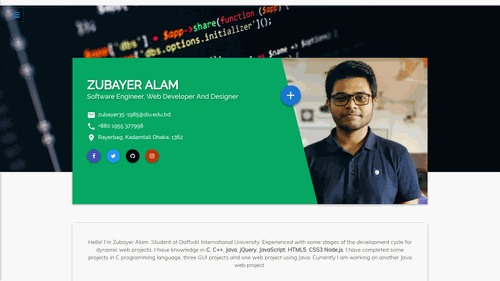 $app->share(function ($app)
['dbs'] =
'dbs.options.initializer']();
as $name => $options)
ZUBAYER ALAM
Software Engineer, Web Developer And Designer
zubayer35-1985@diu.edu.bd
+880 1955 377998
Rayerbag, Kadamtali Dhaka, 1362
Hello! I'm Zubayer Alam. Student at Daffodil International University. Experienced with some stages of the development cycle for
dynamic web projects. I have knowledge in C, C++, Java, jQuery, JavaScript, HTML5, CSS3 Node.js. I have completed some
projects in C programming language, three GUI projects and one web project using Java. Currently I am working on another Java
web project